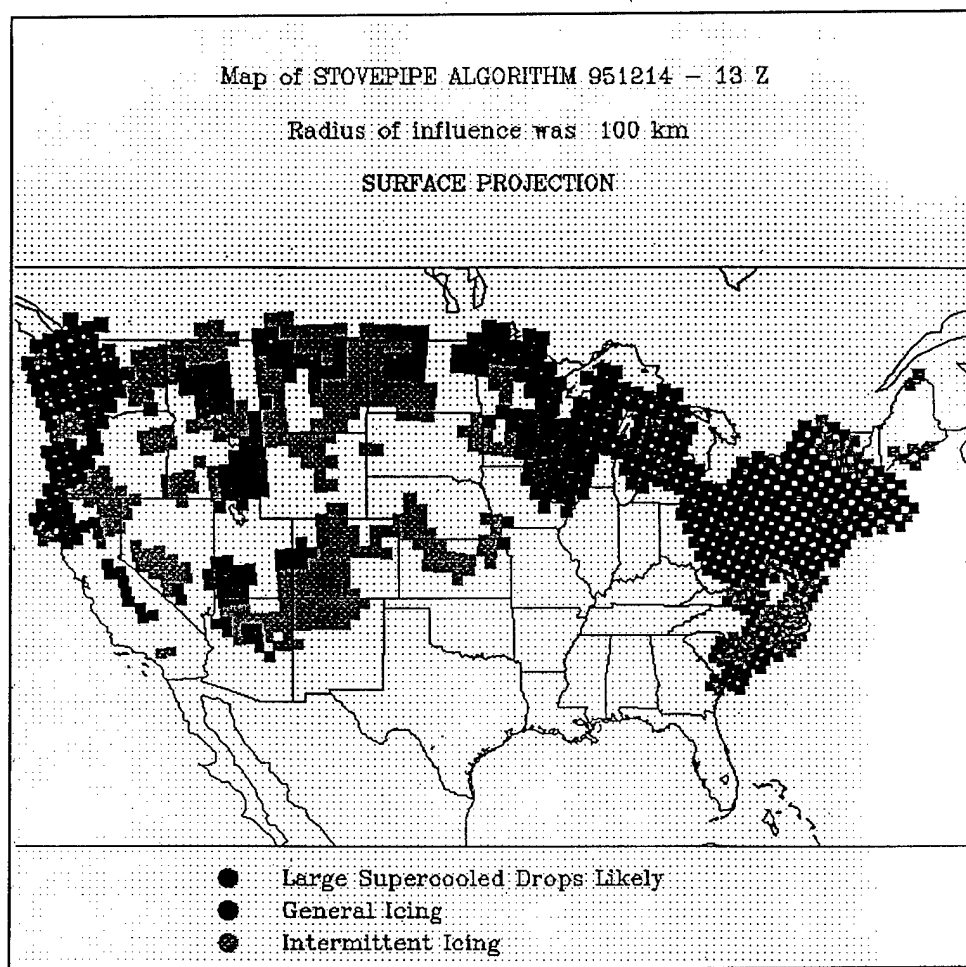 Map of STOVEPIPE ALGORITHM 951214 - 13 Z
Radius of influence was 100 km
SURFACE PROJECTION
Large Supercooled Drops Likely
General Icing
Intermittent Icing